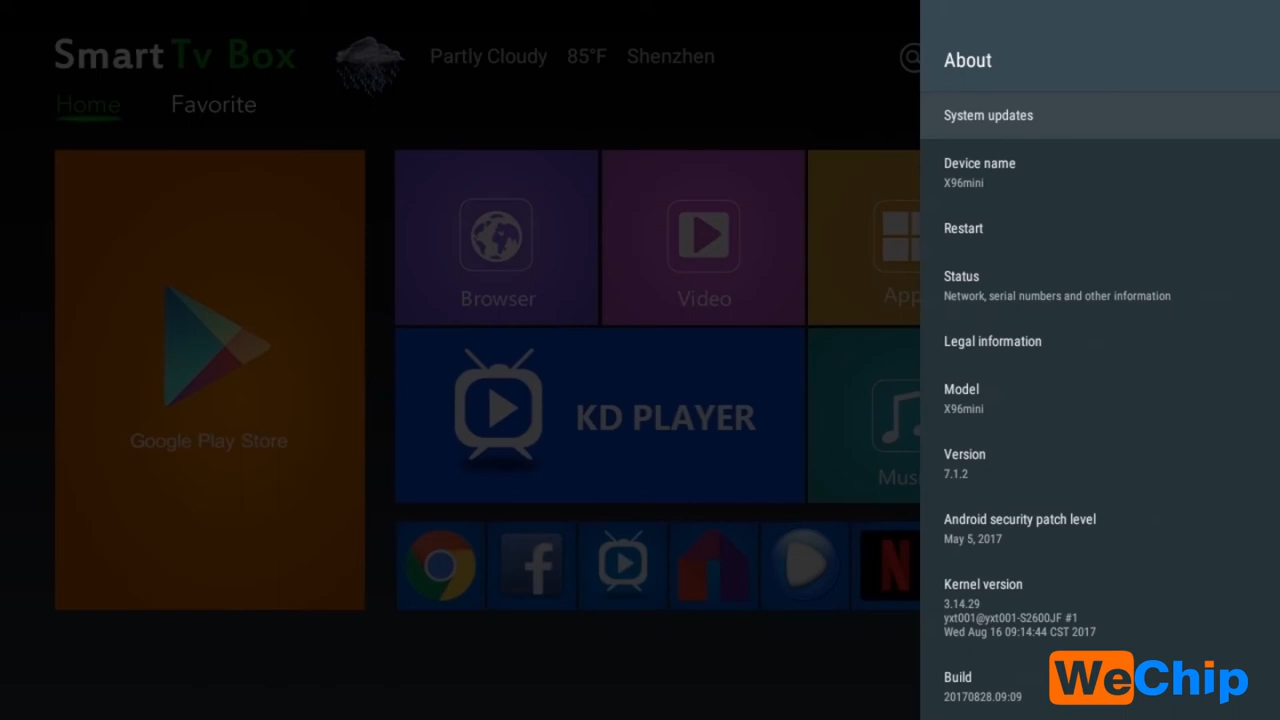 Smart Tv Box
Partly Cloudy 85°F Shenzhen
Home Favorite
Google Play Store
Browser
Video
App
KD PLAYER
Mus
f
N
About
System updates
Device name
X96mini
Restart
Status
Network, serial numbers and other information
Legal information
Model
X96mini
Version
7.1.2
Android security patch level
May 5, 2017
Kernel version
3.14.29
yxt001@yxt001-S2600JF #1
Wed Aug 16 09:14:44 CST 2017
Build
20170828.09:09
WeChip